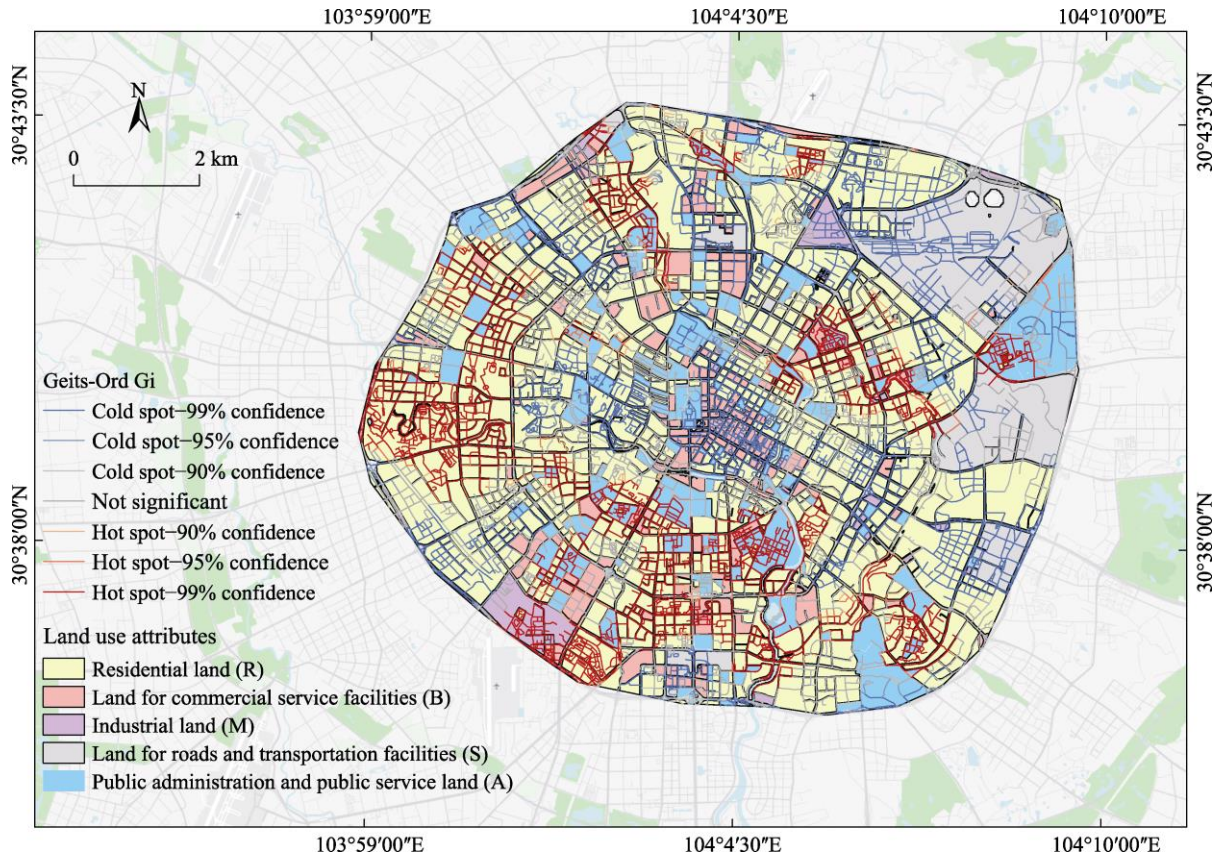 103°59′00″E 104°4′30″E 104°10′00″E
30°43′30″N
30°43′30″N
N
0 2 km
Geits-Ord Gi
Cold spot−99% confidence
Cold spot−95% confidence
Cold spot−90% confidence
Not significant
Hot spot−90% confidence
Hot spot−95% confidence
Hot spot−99% confidence
30°38′00″N
30°38′00″N
Land use attributes
Residential land (R)
Land for commercial service facilities (B)
Industrial land (M)
Land for roads and transportation facilities (S)
Public administration and public service land (A)
103°59′00″E 104°4′30″E 104°10′00″E